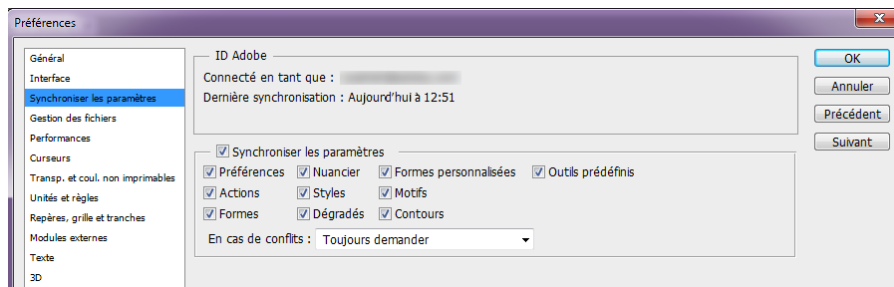 Préférences
Général
Interface
Synchroniser les paramètres
Gestion des fichiers
Performances
Curseurs
Transp. et coul. non imprimables
Unités et règles
Repères, grille et tranches
Modules externes
Texte
3D
ID Adobe
Connecté en tant que :
Dernière synchronisation : Aujourd'hui à 12:51
Synchroniser les paramètres
Préférences Nuancier Formes personnalisées Outils prédéfinis
Actions Styles Motifs
Formes Dégradés Contours
En cas de conflits : Toujours demander
OK
Annuler
Précédent
Suivant